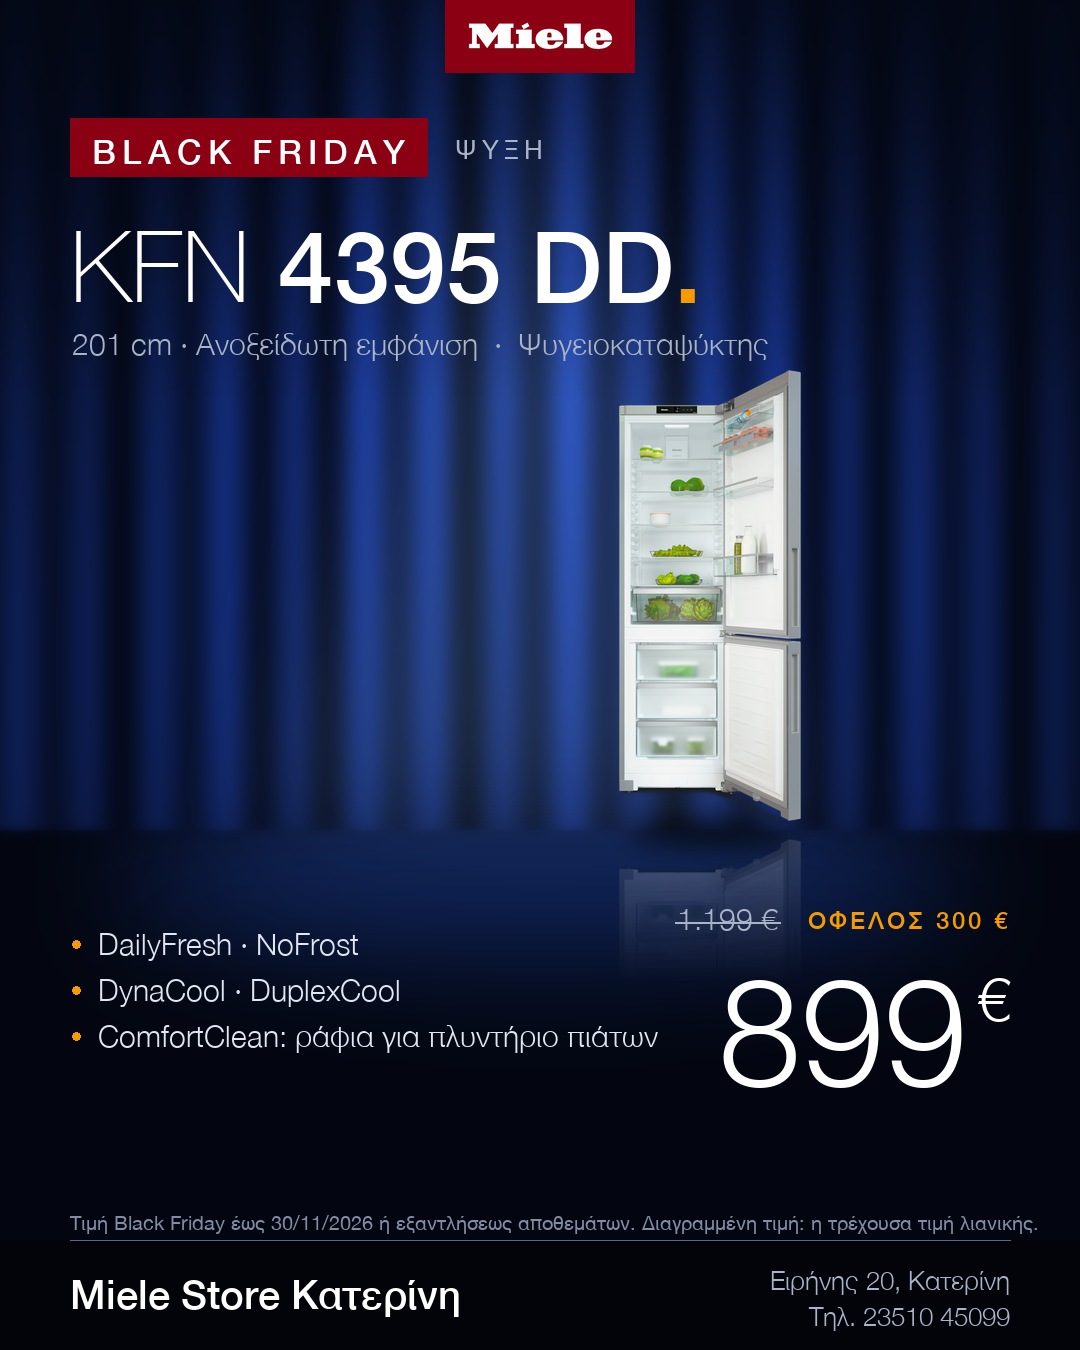 Miele
BLACK FRIDAY ΨΥΞΗ
KFN 4395 DD.
201 cm · Ανοξείδωτη εμφάνιση · Ψυγειοκαταψύκτης
1.199 € ΟΦΕΛΟΣ 300 €
• DailyFresh · NoFrost
• DynaCool · DuplexCool
• ComfortClean: ράφια για πλυντήριο πιάτων
899 €
Τιμή Black Friday έως 30/11/2026 ή εξαντλήσεως αποθεμάτων. Διαγραμμένη τιμή: η τρέχουσα τιμή λιανικής.
Miele Store Κατερίνη
Ειρήνης 20, Κατερίνη
Τηλ. 23510 45099